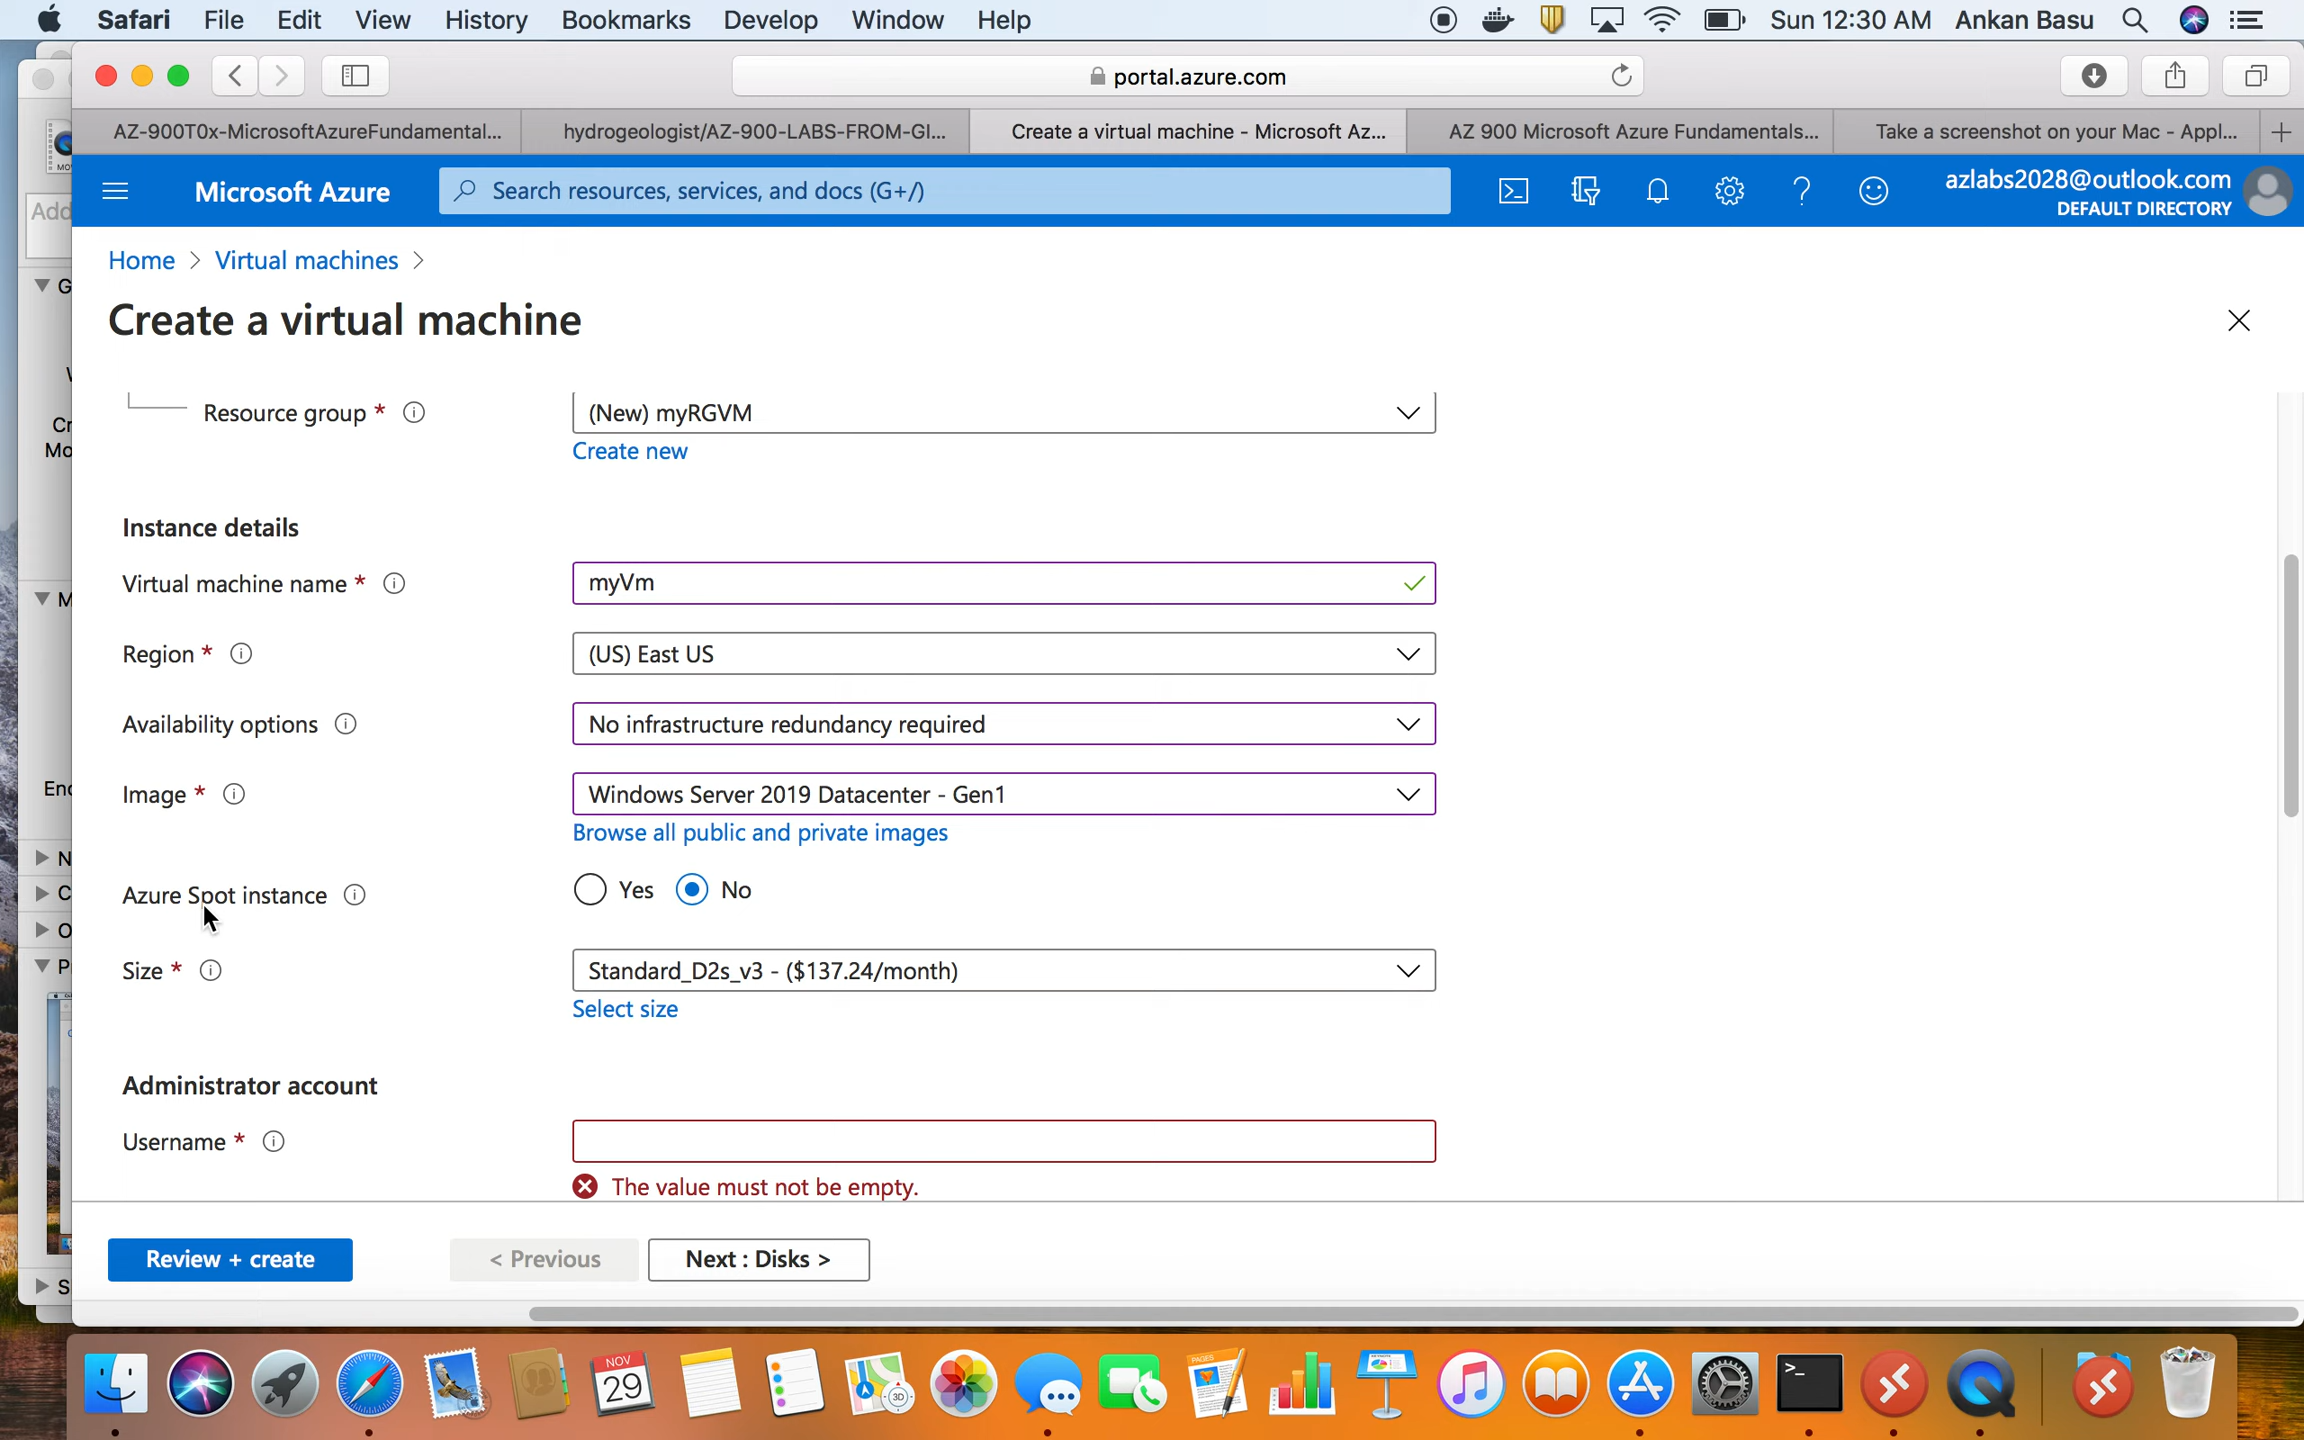 Safari File Edit View History Bookmarks Develop Window Help Sun 12:30 AM Ankan Basu
portal.azure.com
AZ-900T0x-MicrosoftAzureFundamental... hydrogeologist/AZ-900-LABS-FROM-GI... Create a virtual machine - Microsoft Az... AZ 900 Microsoft Azure Fundamentals... Take a screenshot on your Mac - Appl...
Microsoft Azure Search resources, services, and docs (G+/) azlabs2028@outlook.com
DEFAULT DIRECTORY
Home > Virtual machines >
Create a virtual machine
Resource group * (New) myRGVM
Create new
Instance details
Virtual machine name * myVm
Region * (US) East US
Availability options No infrastructure redundancy required
Image * Windows Server 2019 Datacenter - Gen1
Browse all public and private images
Azure Spot instance Yes No
Size * Standard_D2s_v3 - ($137.24/month)
Select size
Administrator account
Username *
The value must not be empty.
Review + create < Previous Next : Disks >
NOV
29
PAGES
3D